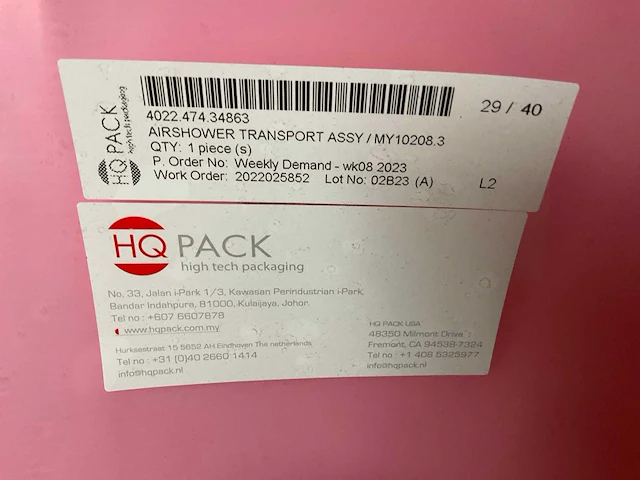 HQ PACK
high tech packaging
29 / 40
4022.474.34863
AIRSHOWER TRANSPORT ASSY / MY10208.3
QTY: 1 piece (s)
P. Order No: Weekly Demand - wk08 2023
Work Order: 2022025852 Lot No: 02B23 (A) L2
HQ PACK
high tech packaging
No, 33, Jalan i-Park 1/3, Kawasan Perindustrian i-Park,
Bandar Indahpura, 81000, Kulaijaya, Johor.
Tel no : +607 6607878
www.hqpack.com.my
Hurksestraat 15 5652 AH Eindhoven The netherlands
Tel no : +31 (0)40 2660 1414
info@hqpack.nl
HQ PACK USA
48350 Milmont Drive
Fremont, CA 94538-7324
Tel no : +1 408 5325977
info@hqpack.nl